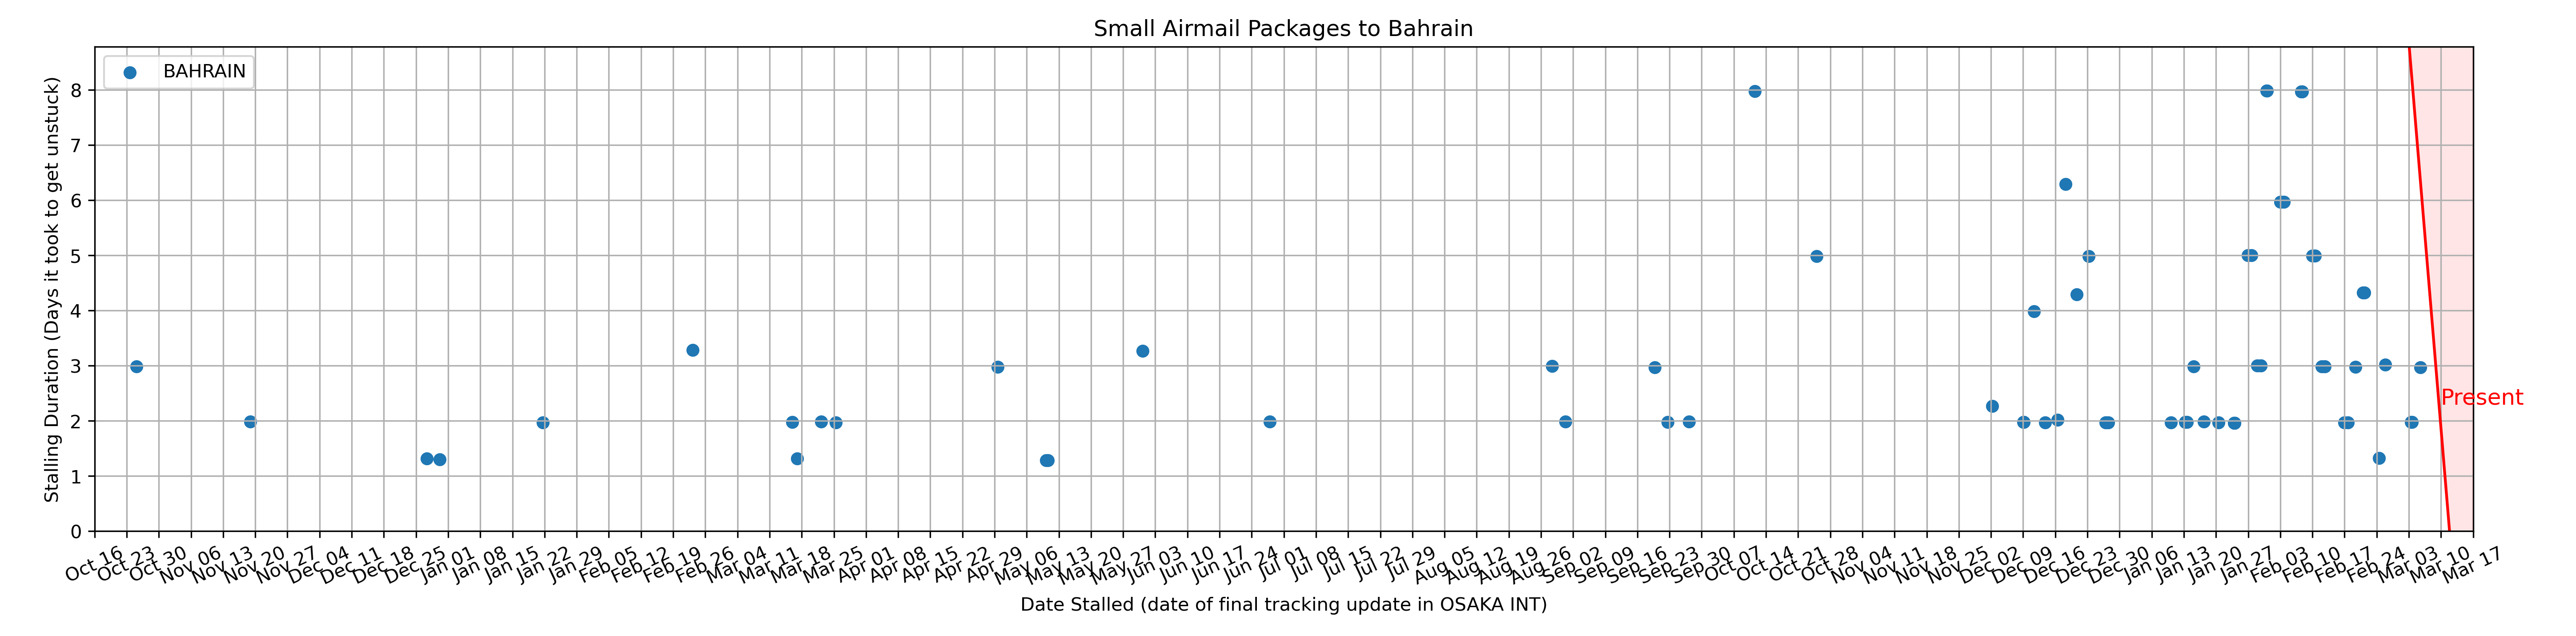 Small Airmail Packages to Bahrain
BAHRAIN
Stalling Duration (Days it took to get unstuck)
8
7
6
5
4
3
2
1
0
Present
Oct 16
Oct 23
Oct 30
Nov 06
Nov 13
Nov 20
Nov 27
Dec 04
Dec 11
Dec 18
Dec 25
Jan 01
Jan 08
Jan 15
Jan 22
Jan 29
Feb 05
Feb 12
Feb 19
Feb 26
Mar 04
Mar 11
Mar 18
Mar 25
Apr 01
Apr 08
Apr 15
Apr 22
Apr 29
May 06
May 13
May 20
May 27
Jun 03
Jun 10
Jun 17
Jun 24
Jul 01
Jul 08
Jul 15
Jul 22
Jul 29
Aug 05
Aug 12
Aug 19
Aug 26
Sep 02
Sep 09
Sep 16
Sep 23
Sep 30
Oct 07
Oct 14
Oct 21
Oct 28
Nov 04
Nov 11
Nov 18
Nov 25
Dec 02
Dec 09
Dec 16
Dec 23
Dec 30
Jan 06
Jan 13
Jan 20
Jan 27
Feb 03
Feb 10
Feb 17
Feb 24
Mar 03
Mar 10
Mar 17
Date Stalled (date of final tracking update in OSAKA INT)